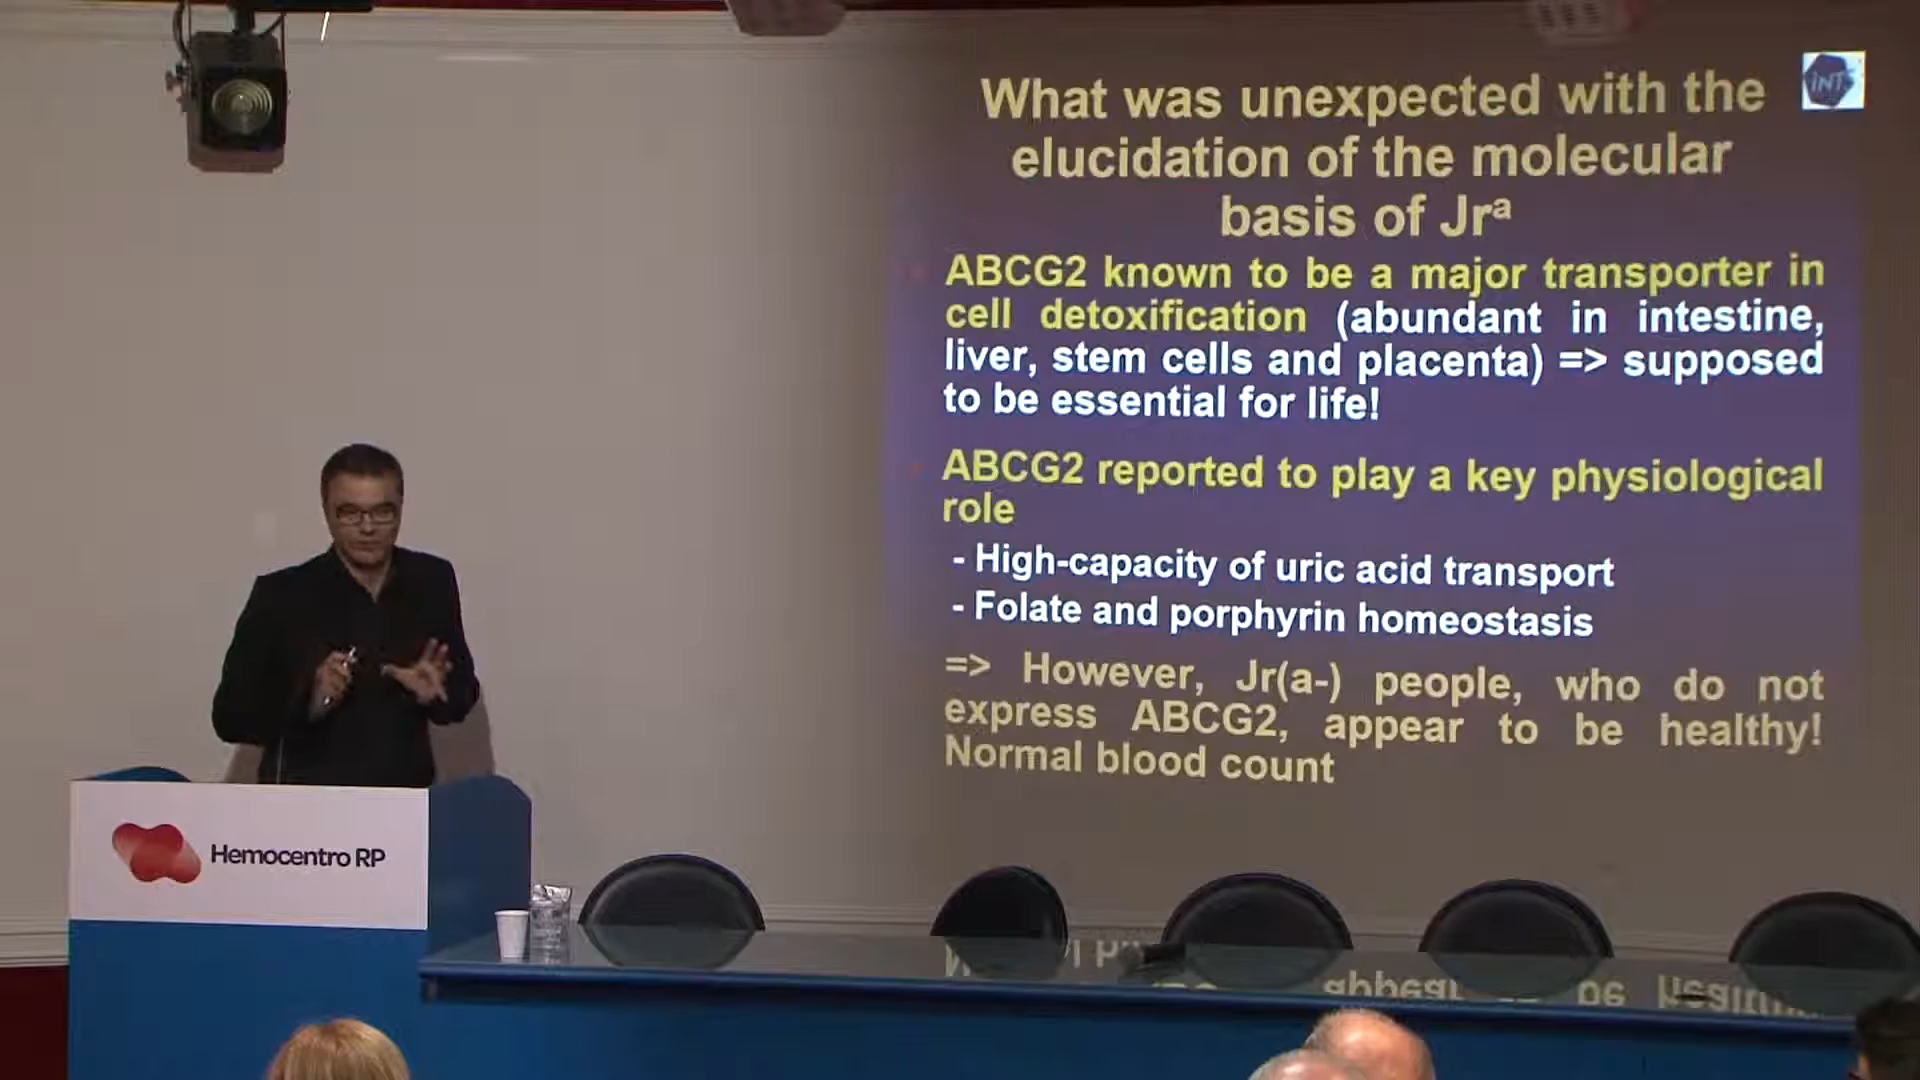 What was unexpected with the
elucidation of the molecular
basis of Jrª
iNTS
ABCG2 known to be a major transporter in
cell detoxification (abundant in intestine,
liver, stem cells and placenta) => supposed
to be essential for life!
ABCG2 reported to play a key physiological
role
- High-capacity of uric acid transport
- Folate and porphyrin homeostasis
=> However, Jr(a-) people, who do not
express ABCG2, appear to be healthy!
Normal blood count
Hemocentro RP